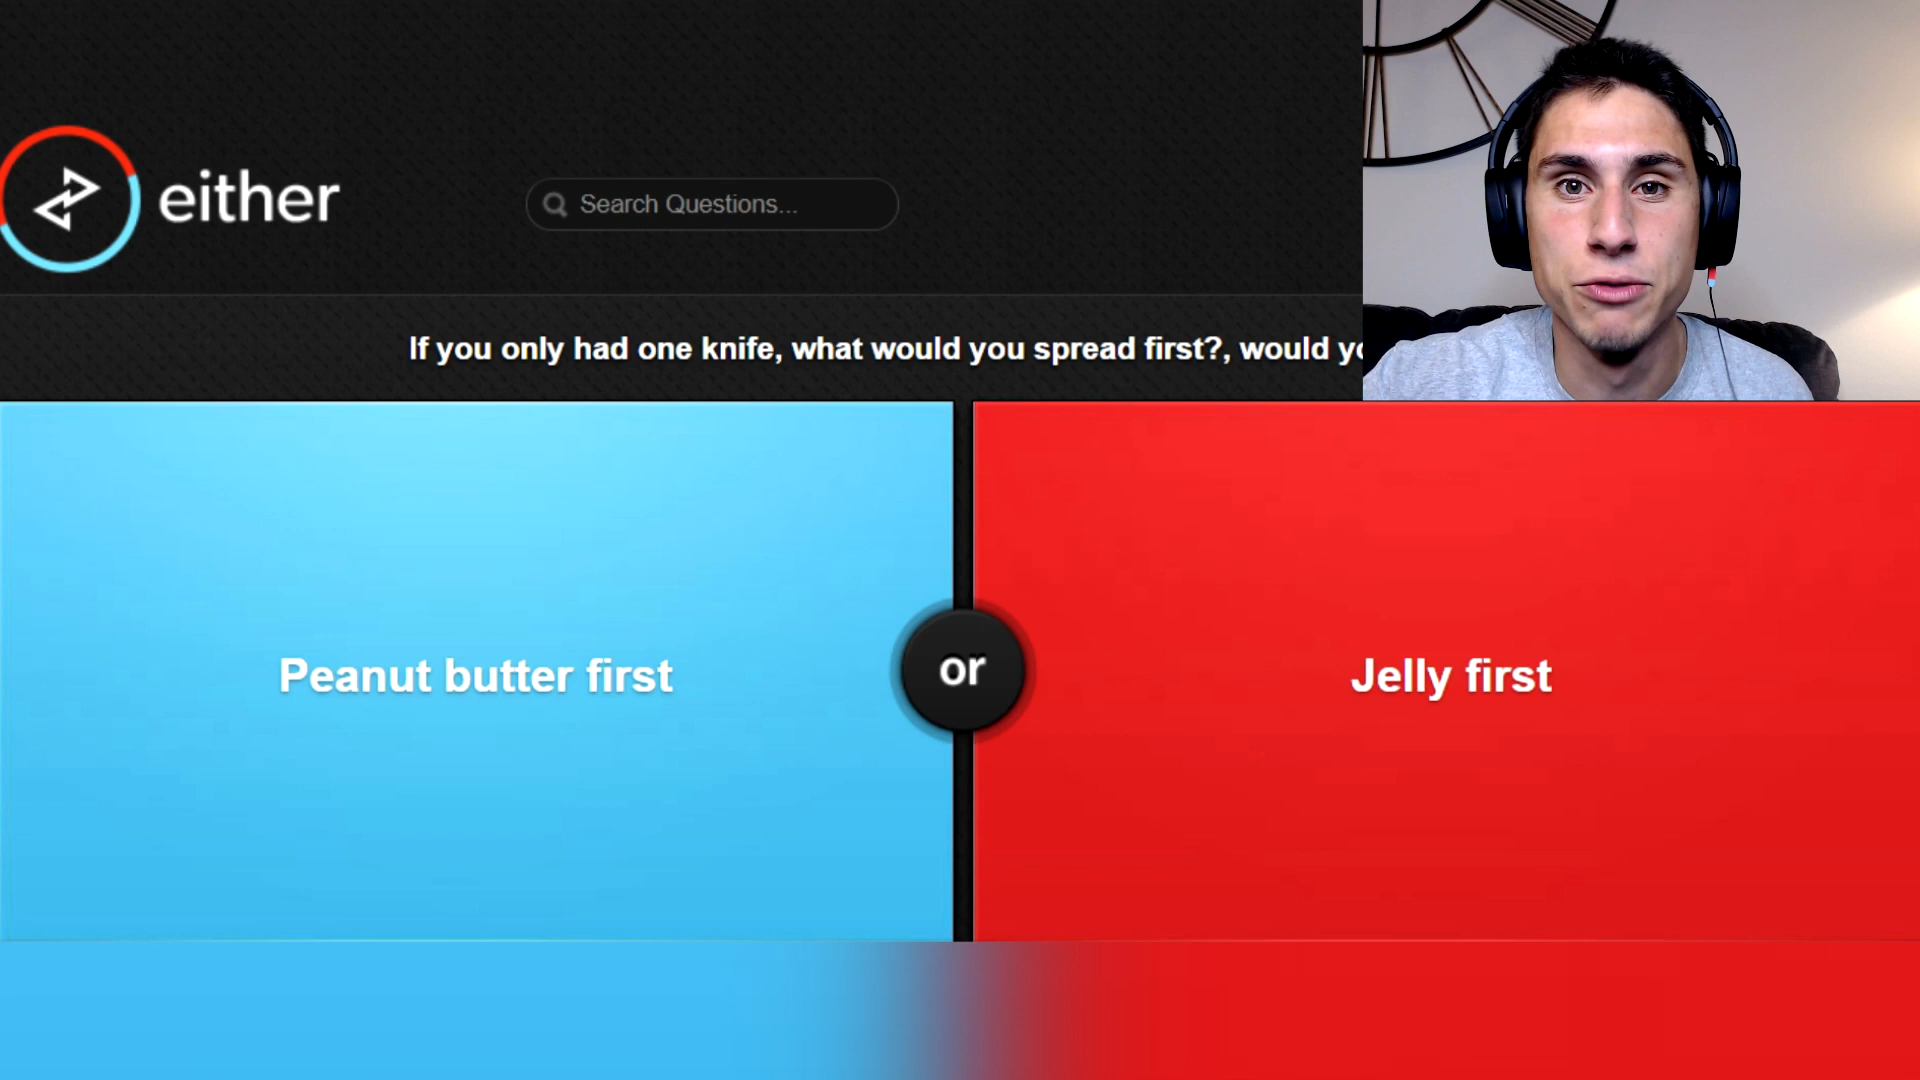 either
Search Questions...
If you only had one knife, what would you spread first?, would
Peanut butter first
or
Jelly first